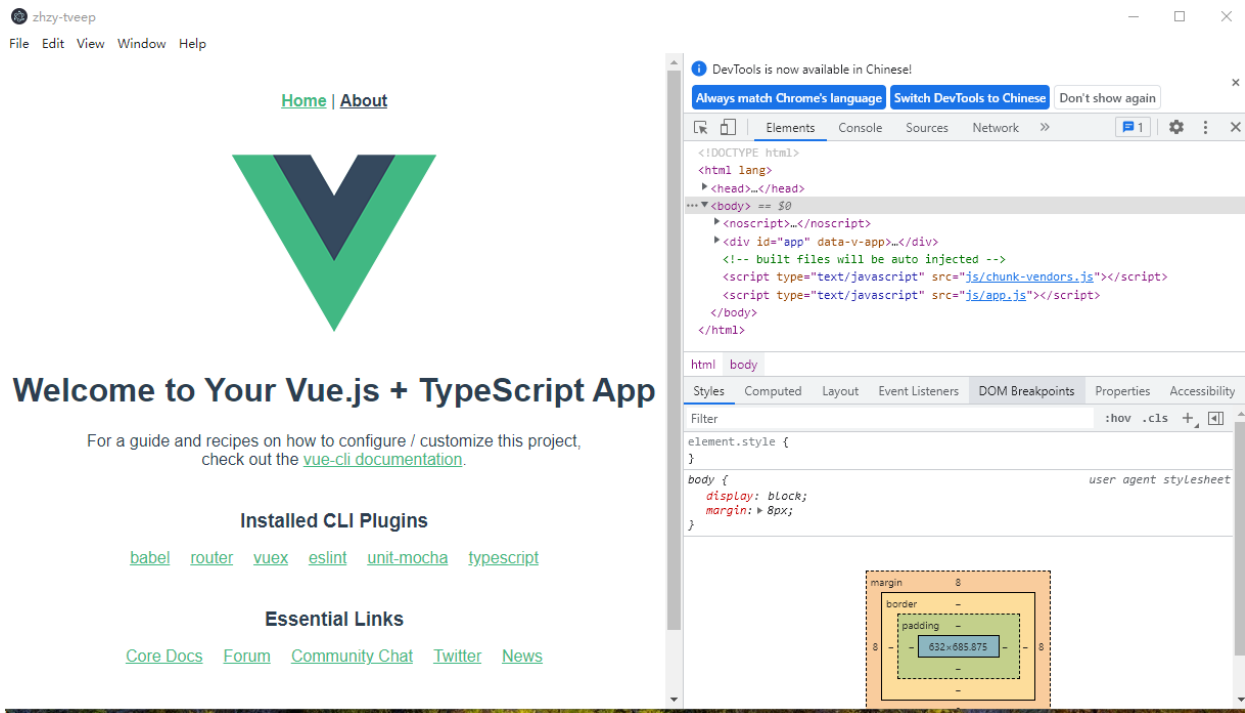 zhzy-tveep
File Edit View Window Help
Home | About
Welcome to Your Vue.js + TypeScript App
For a guide and recipes on how to configure / customize this project,
check out the vue-cli documentation.
Installed CLI Plugins
babel router vuex eslint unit-mocha typescript
Essential Links
Core Docs Forum Community Chat Twitter News
DevTools is now available in Chinese!
Always match Chrome's language Switch DevTools to Chinese Don't show again
Elements Console Sources Network » 1
<!DOCTYPE html>
<html lang>
<head>…</head>
··· <body> == $0
<noscript>…</noscript>
<div id="app" data-v-app>…</div>
<!-- built files will be auto injected -->
<script type="text/javascript" src="js/chunk-vendors.js"></script>
<script type="text/javascript" src="js/app.js"></script>
</body>
</html>
html body
Styles Computed Layout Event Listeners DOM Breakpoints Properties Accessibility
Filter :hov .cls +
element.style {
}
body { user agent stylesheet
display: block;
margin: 8px;
}
margin 8
border –
padding –
8 – – 632×685.875 – – 8
–
–